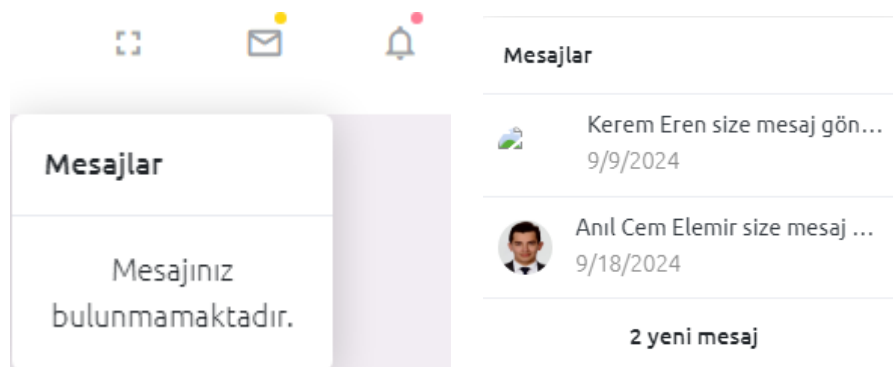 Mesajlar
Mesajınız
bulunmamaktadır.
Mesajlar
Kerem Eren size mesaj gön...
9/9/2024
Anıl Cem Elemir size mesaj ...
9/18/2024
2 yeni mesaj